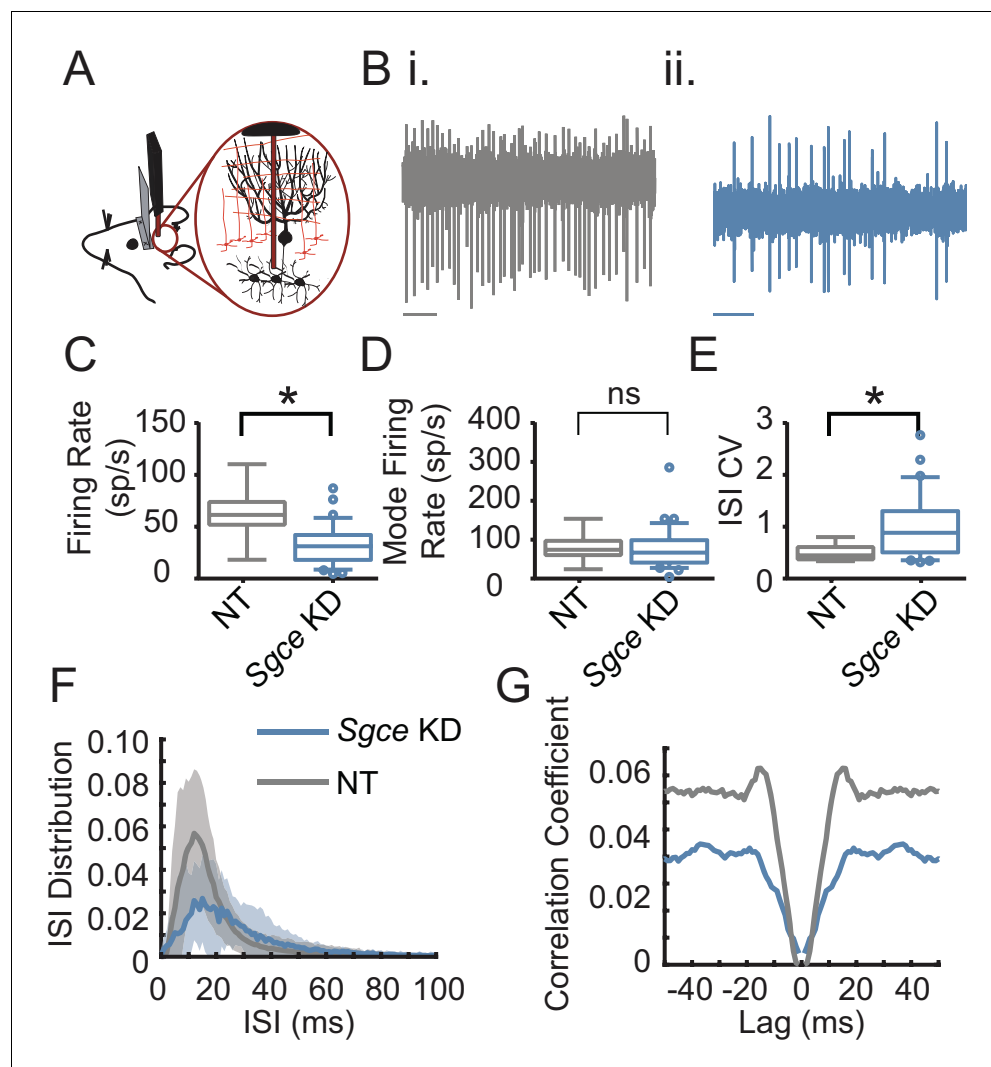 A
B i.
ii.
C
Firing Rate
(sp/s)
150
100
50
0
*
NT
Sgce KD
D
Mode Firing
Rate (sp/s)
400
300
200
100
0
ns
NT
Sgce KD
E
ISI CV
3
2
1
0
*
NT
Sgce KD
F
ISI Distribution
0.10
0.08
0.06
0.04
0.02
0
Sgce KD
NT
0 20 40 60 80 100
ISI (ms)
G
Correlation Coefficient
0.06
0.04
0.02
0
-40 -20 0 20 40
Lag (ms)